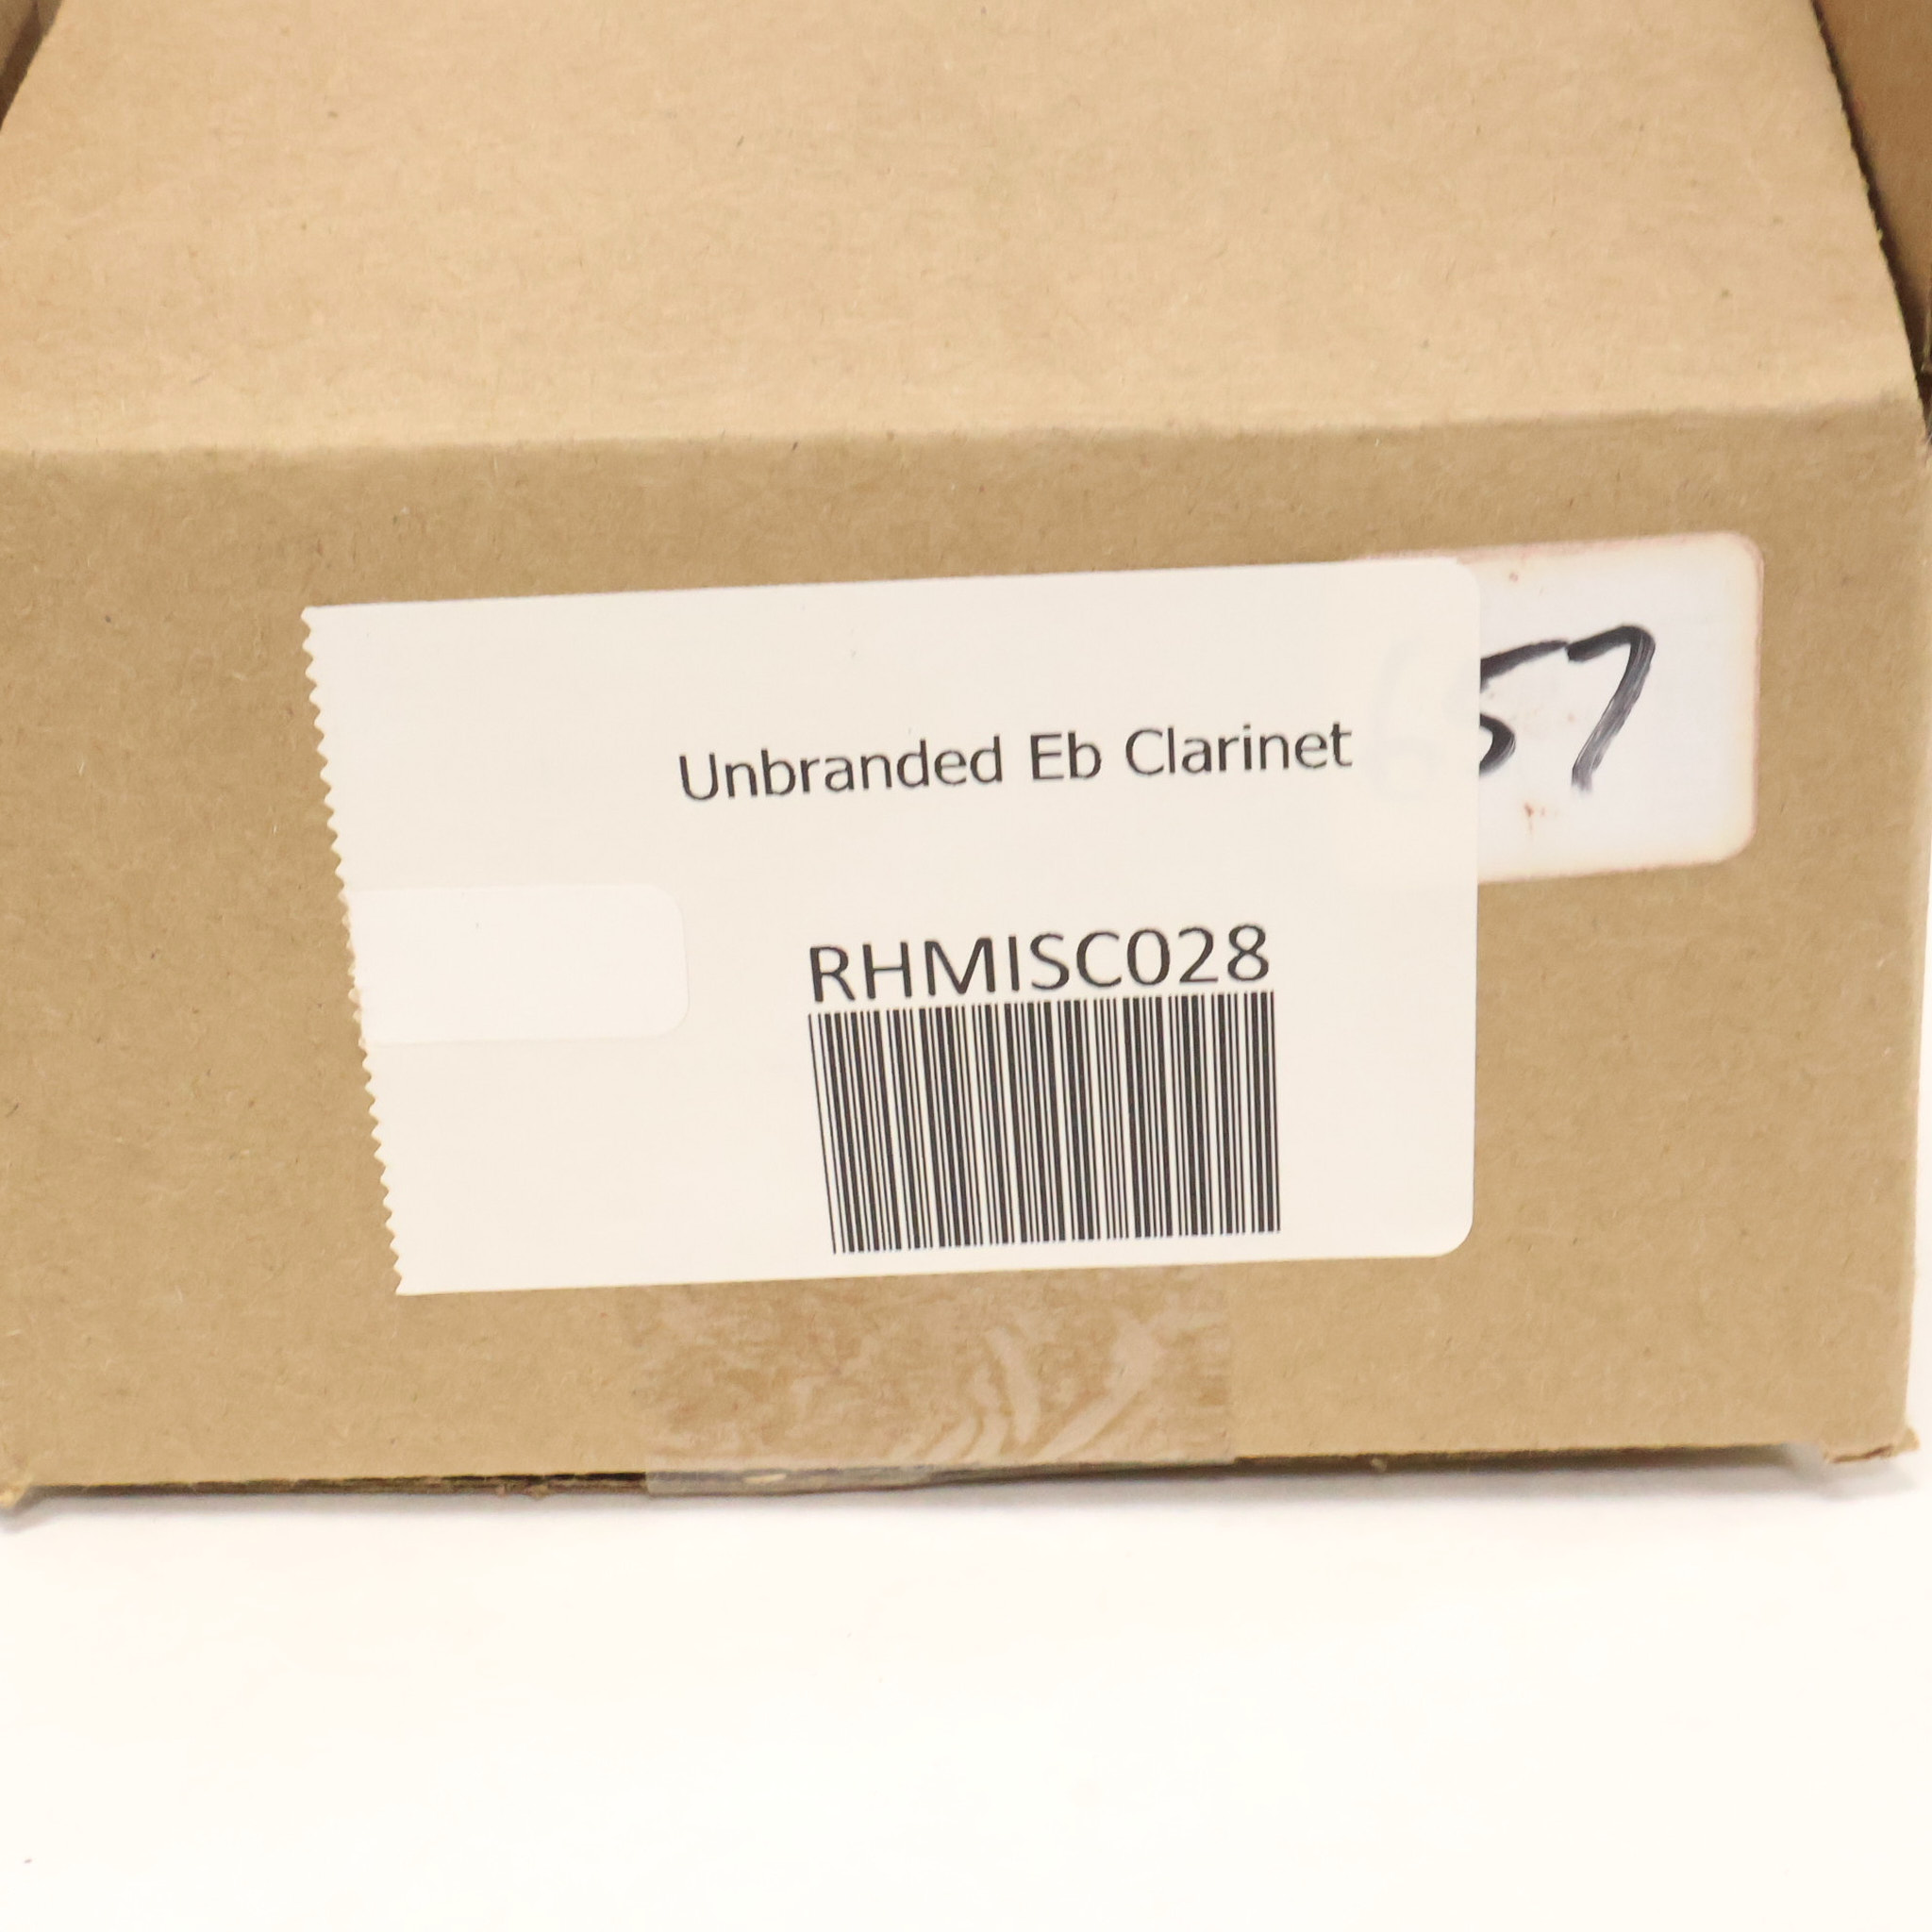 Unbranded Eb Clarinet
57
RHMISC028